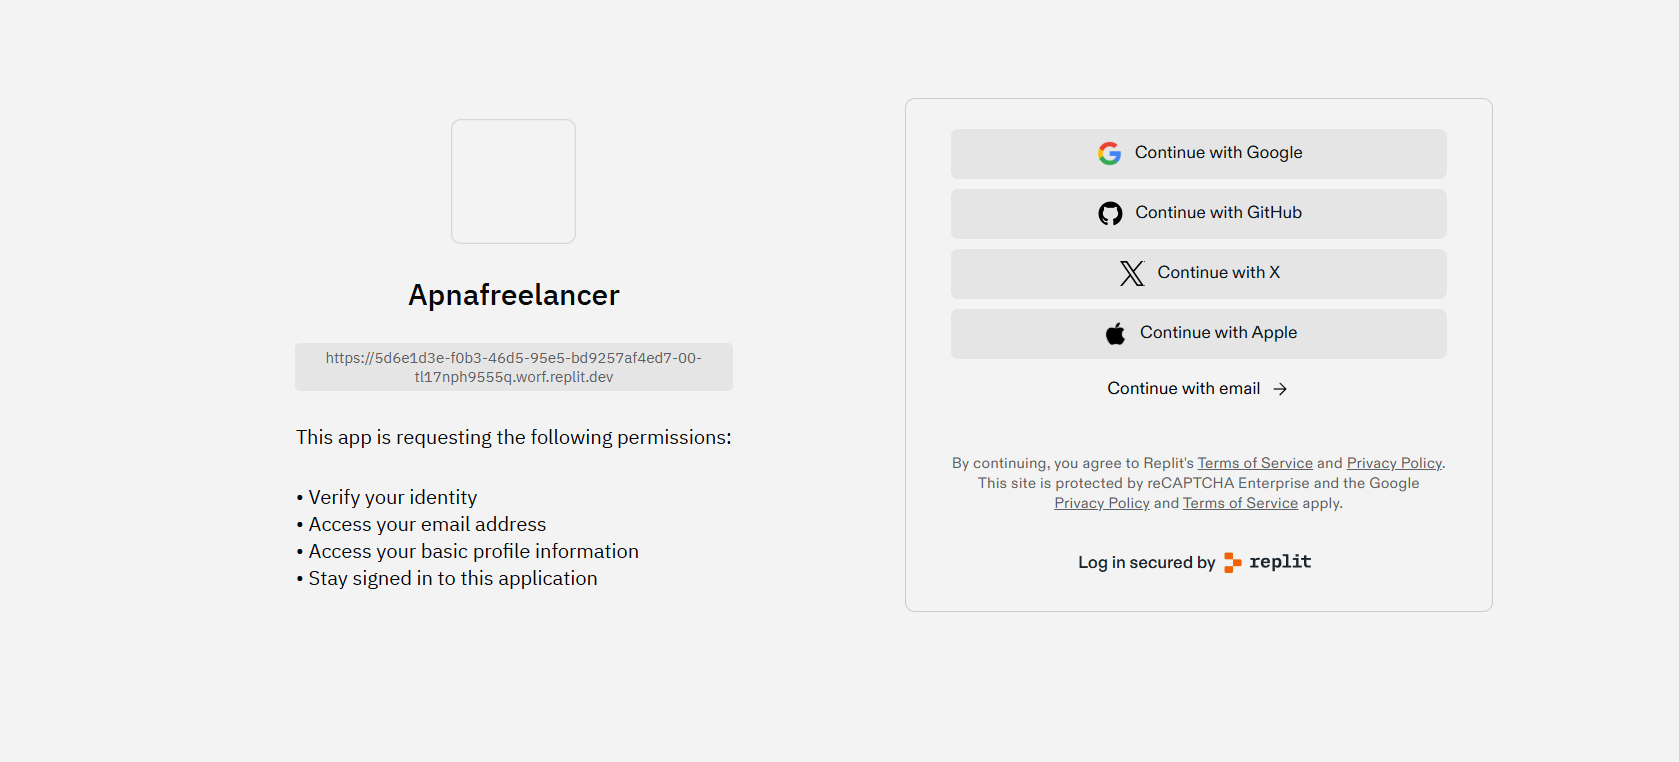 Apnafreelancer
https://5d6e1d3e-f0b3-46d5-95e5-bd9257af4ed7-00-
tl17nph9555q.worf.replit.dev
This app is requesting the following permissions:
• Verify your identity
• Access your email address
• Access your basic profile information
• Stay signed in to this application
Continue with Google
Continue with GitHub
Continue with X
Continue with Apple
Continue with email →
By continuing, you agree to Replit's Terms of Service and Privacy Policy.
This site is protected by reCAPTCHA Enterprise and the Google
Privacy Policy and Terms of Service apply.
Log in secured by replit